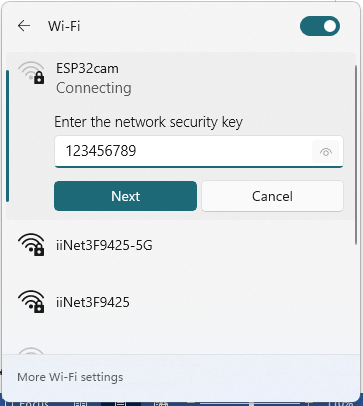 Wi-Fi
ESP32cam
Connecting
Enter the network security key
123456789
Next Cancel
iiNet3F9425-5G
iiNet3F9425
More Wi-Fi settings